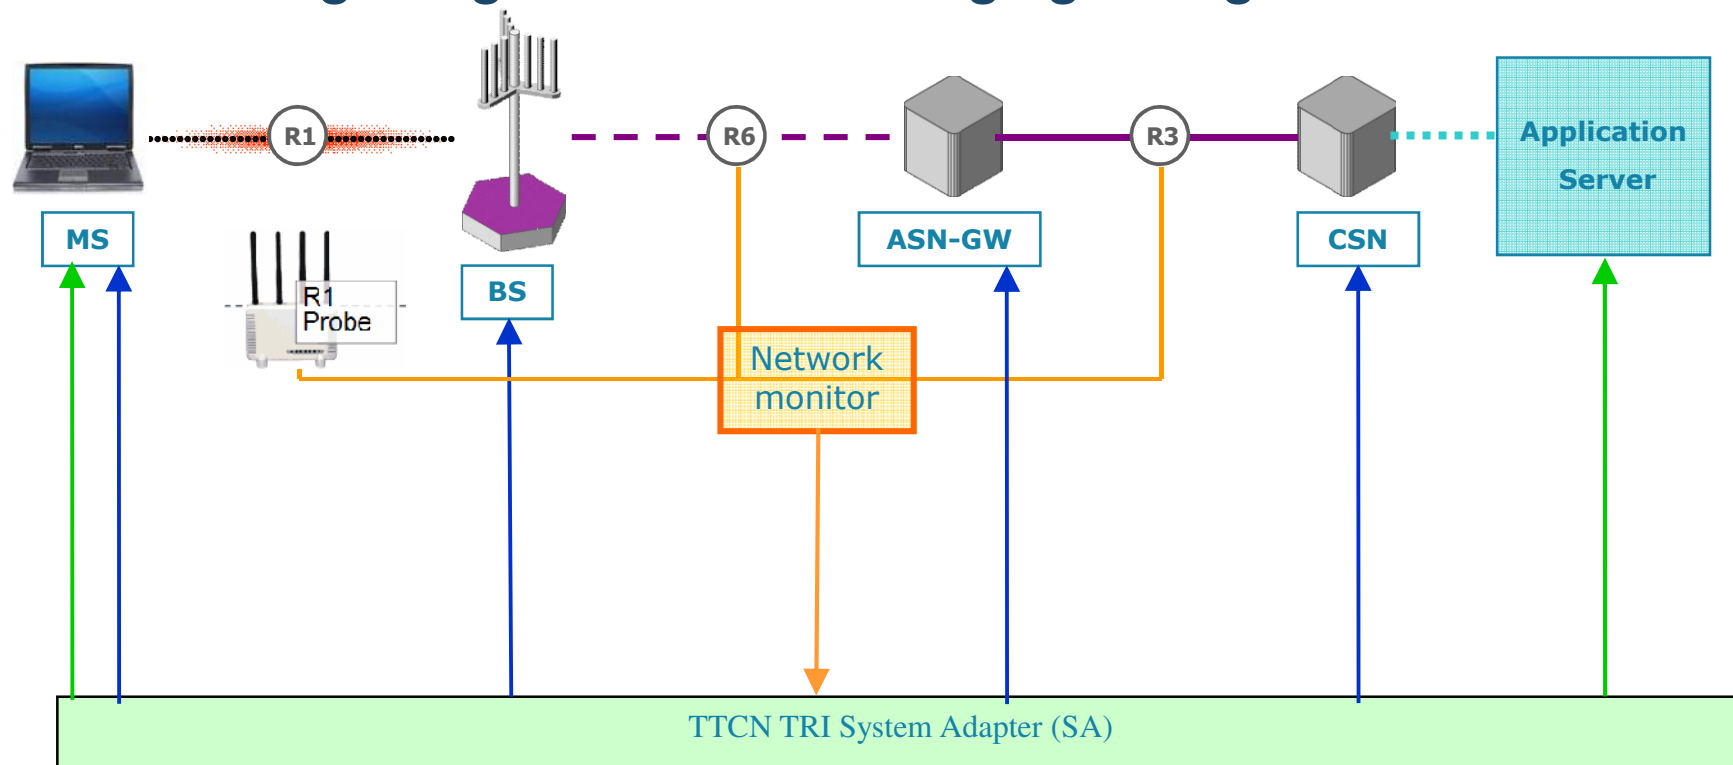 R1
R6
R3
Application
Server
MS
ASN-GW
CSN
BS
R1
Probe
Network
monitor
TTCN TRI System Adapter (SA)